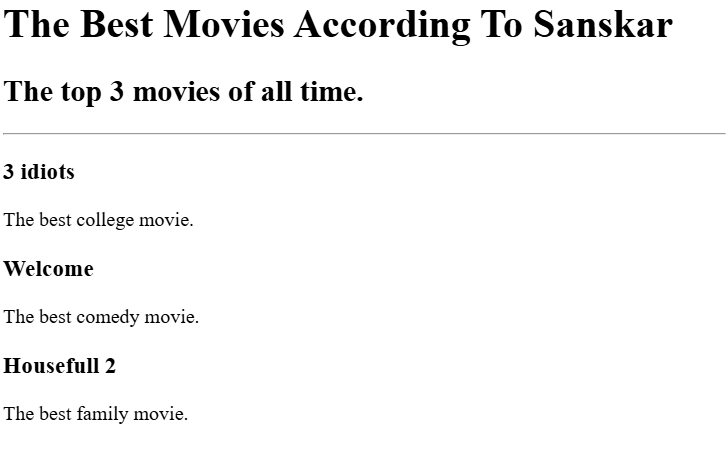 The Best Movies According To Sanskar
The top 3 movies of all time.
3 idiots
The best college movie.
Welcome
The best comedy movie.
Housefull 2
The best family movie.